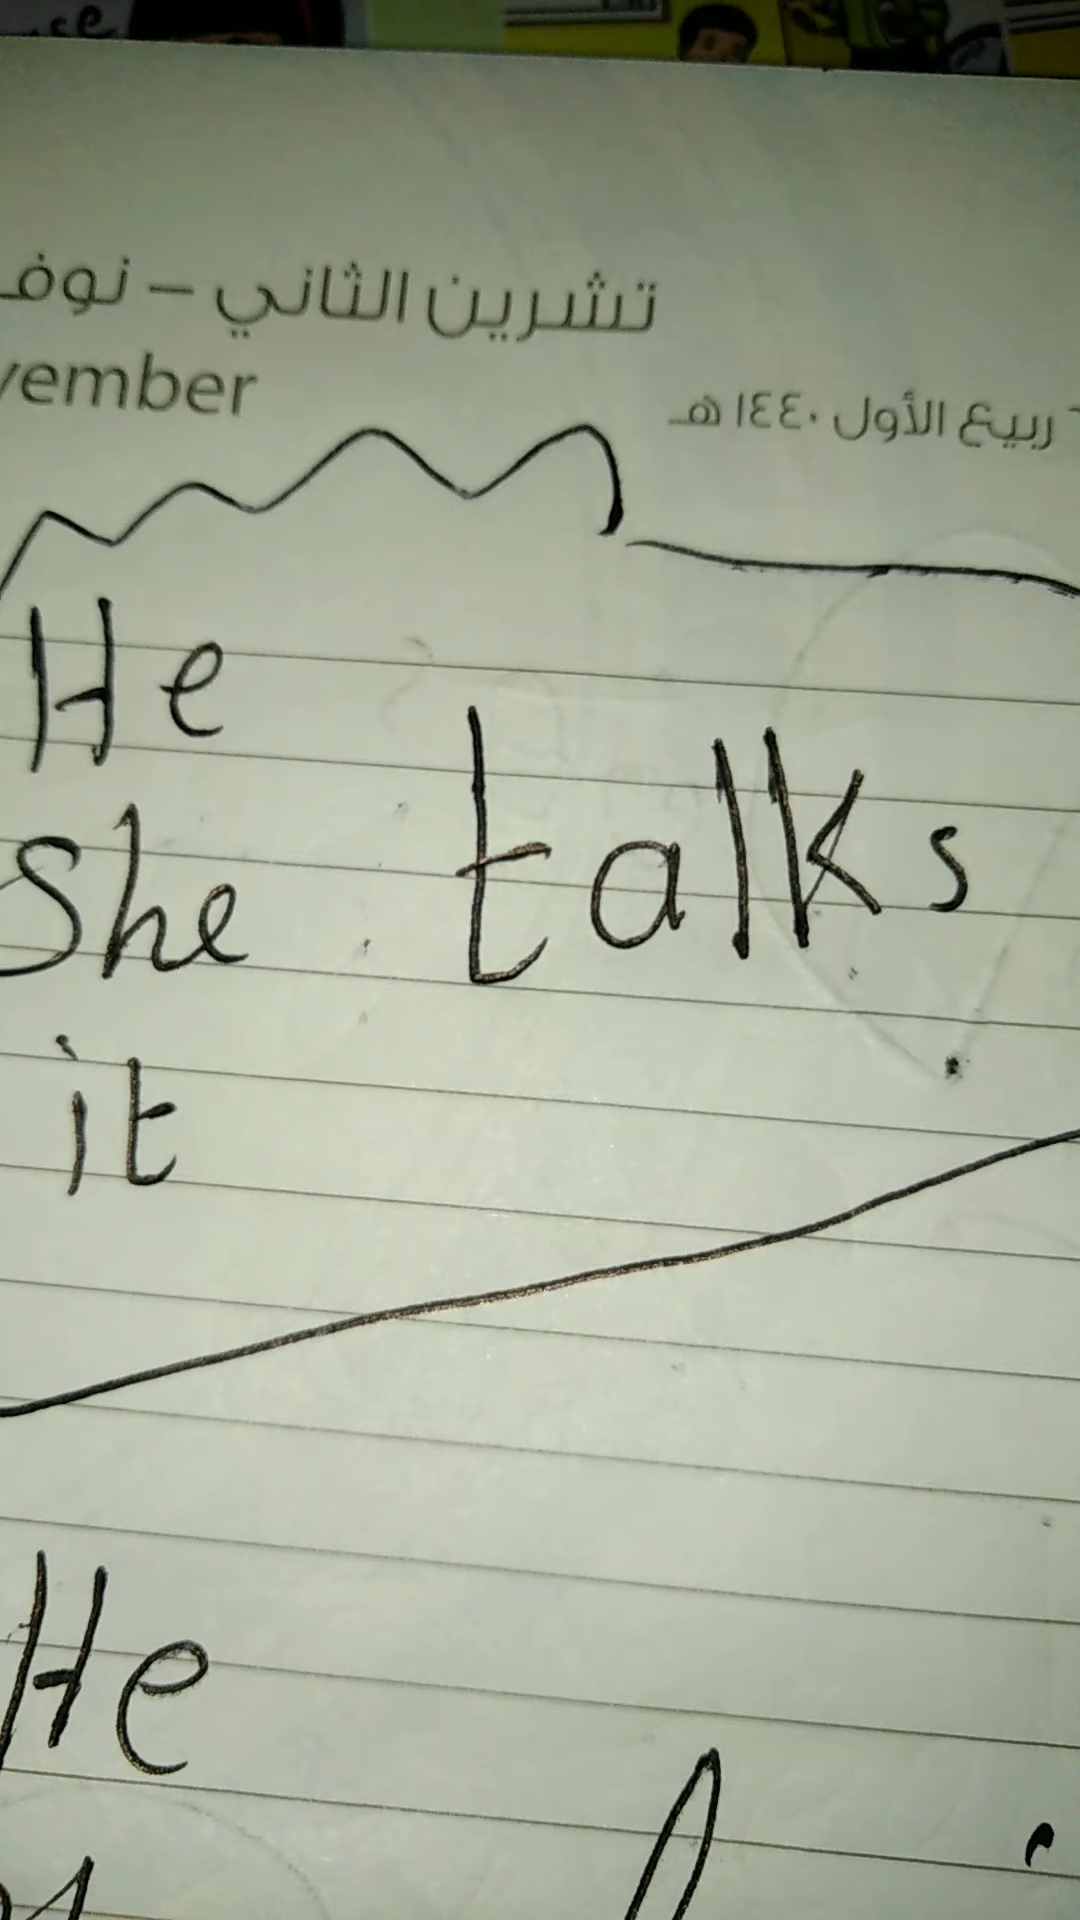 تشرين الثاني – نوف
vember
ربيع الأول ١٤٤٠ هـ
He
She talks
it
He